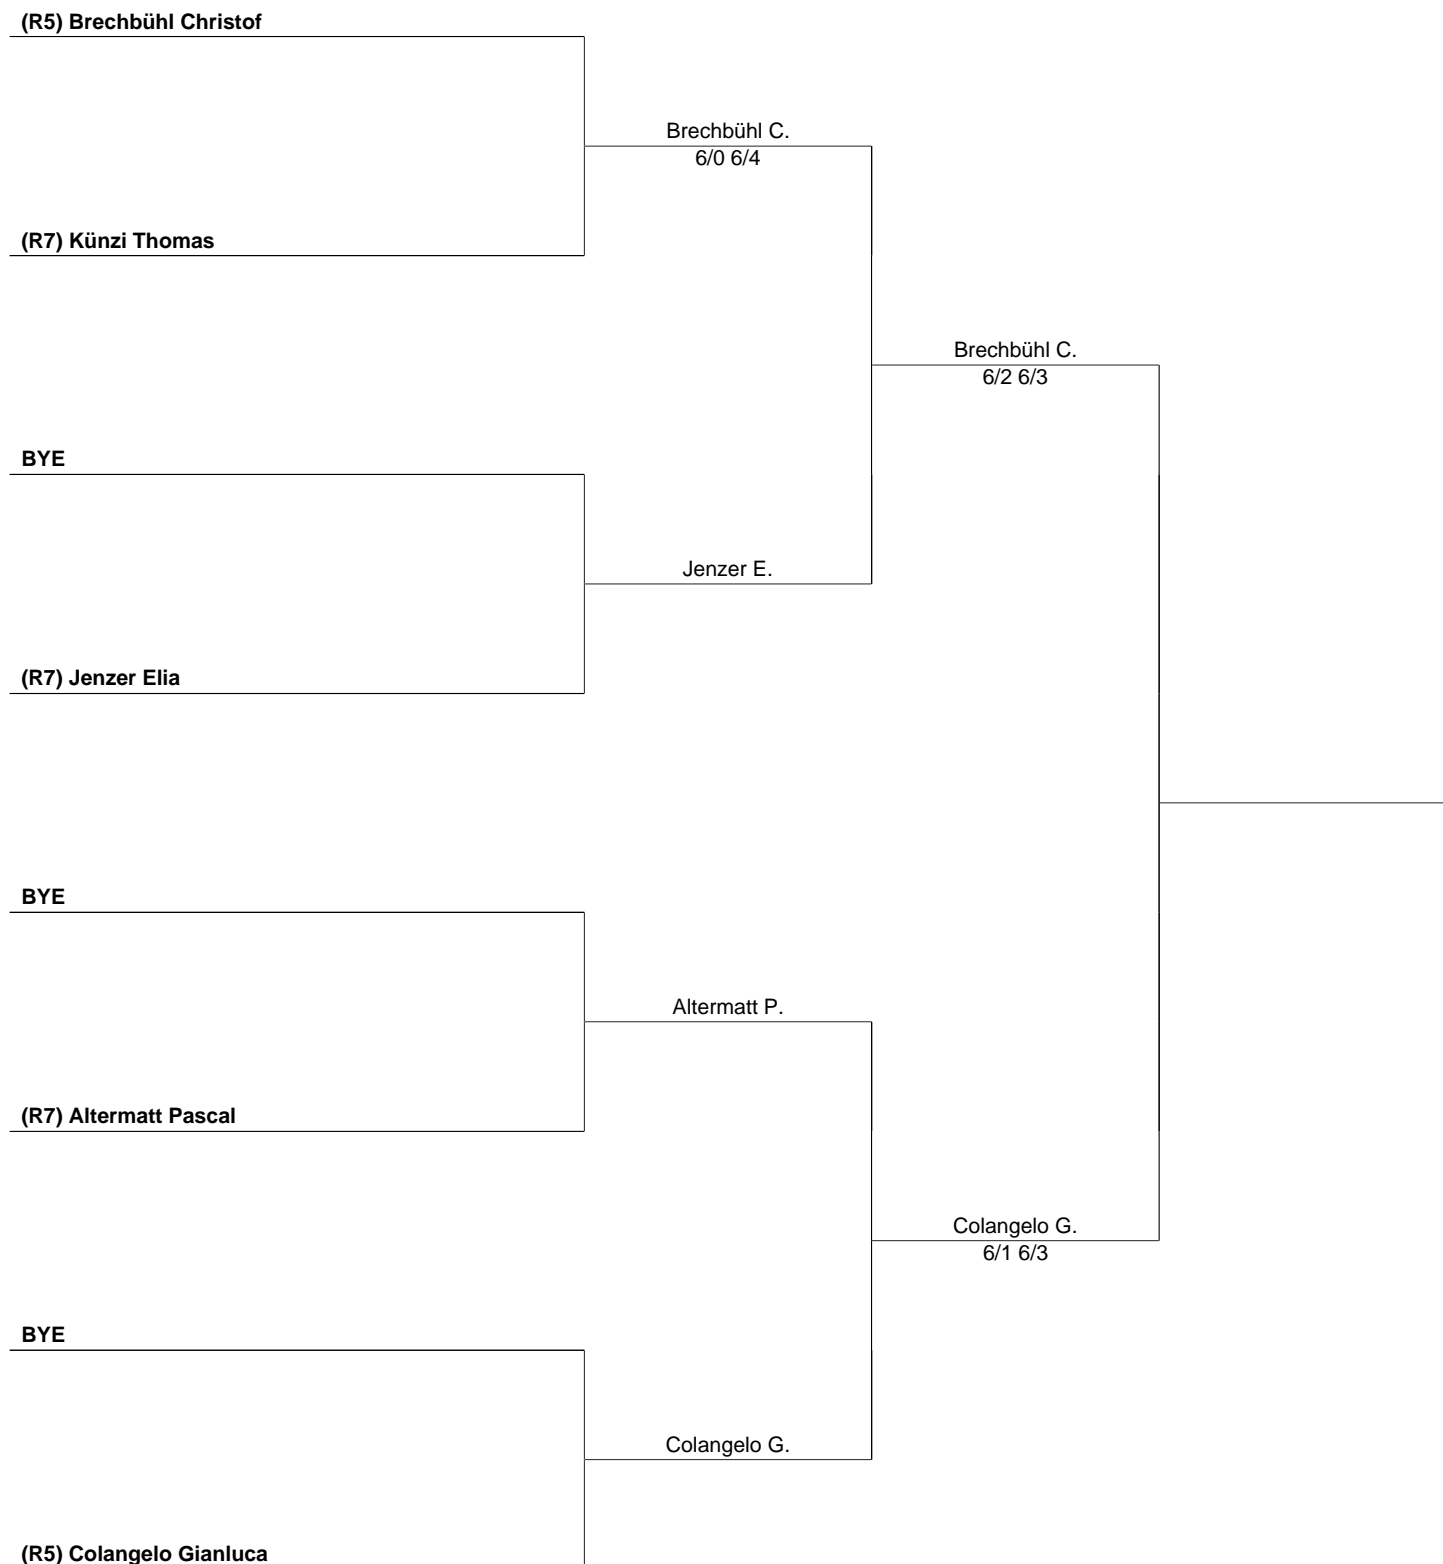 (R5) Brechbühl Christof
Brechbühl C.
6/0 6/4
(R7) Künzi Thomas
Brechbühl C.
6/2 6/3
BYE
Jenzer E.
(R7) Jenzer Elia
BYE
Altermatt P.
(R7) Altermatt Pascal
Colangelo G.
6/1 6/3
BYE
Colangelo G.
(R5) Colangelo Gianluca